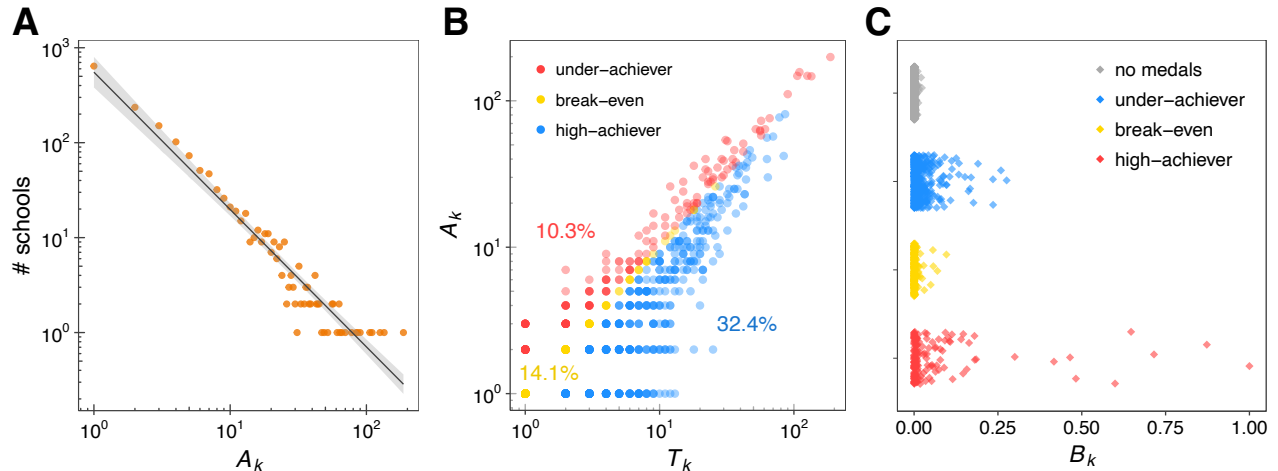 A
# schools
10^3
10^2
10^1
10^0
10^0
10^1
10^2
A_k
B
under−achiever
break−even
high−achiever
A_k
10^2
10^1
10^0
10.3%
32.4%
14.1%
10^0
10^1
10^2
T_k
C
no medals
under−achiever
break−even
high−achiever
0.00
0.25
0.50
0.75
1.00
B_k